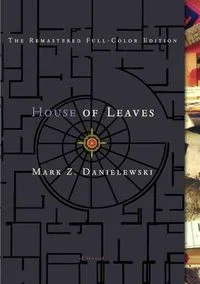 THE REMASTERED FULL-COLOR EDITION
HOUSE OF LEAVES
MARK Z. DANIELEWSKI